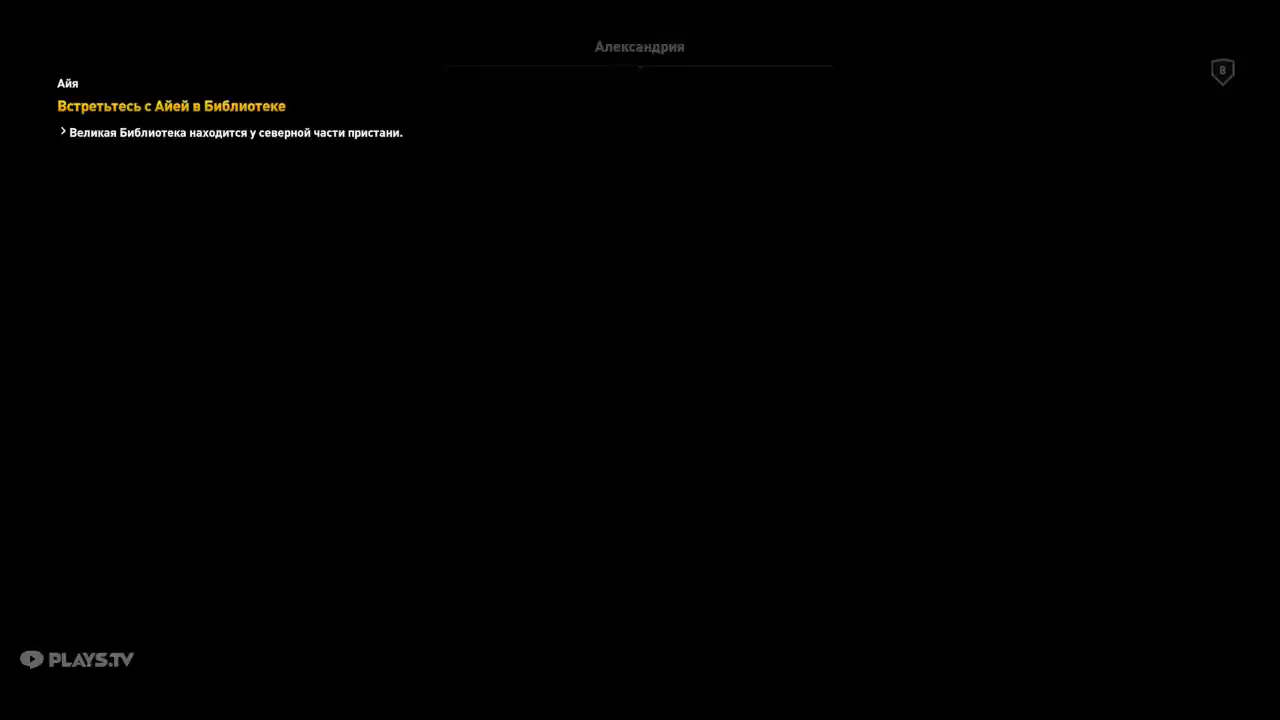 Александрия
8
Айя
Встретьтесь с Айей в Библиотеке
Великая Библиотека находится у северной части пристани.
PLAYS.TV